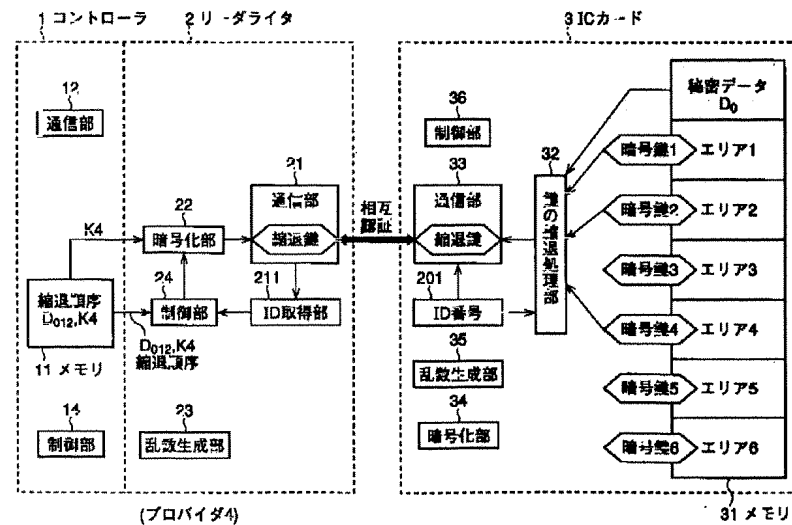 1 コントローラ
2 リーダライタ
3 ICカード
12
通信部
22
暗号化部
21
通信部
縮退鍵
相互
認証
K4
縮退順序
D012,K4
11 メモリ
D012,K4
縮退順序
24
制御部
211
ID取得部
14
制御部
23
乱数生成部
(プロバイダ4)
36
制御部
33
通信部
縮退鍵
201
ID番号
35
乱数生成部
34
暗号化部
32
鍵の縮退処理部
秘密データ
D0
暗号鍵1 エリア1
暗号鍵2 エリア2
暗号鍵3 エリア3
暗号鍵4 エリア4
暗号鍵5 エリア5
暗号鍵6 エリア6
31 メモリ